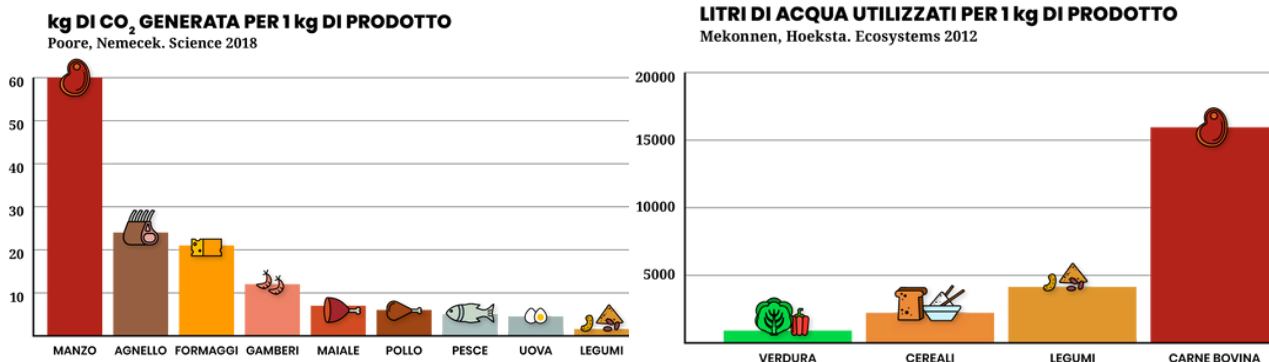 kg DI CO₂ GENERATA PER 1 kg DI PRODOTTO
Poore, Nemecek. Science 2018
60
50
40
30
20
10
MANZO AGNELLO FORMAGGI GAMBERI MAIALE POLLO PESCE UOVA LEGUMI
LITRI DI ACQUA UTILIZZATI PER 1 kg DI PRODOTTO
Mekonnen, Hoeksta. Ecosystems 2012
20000
15000
10000
5000
VERDURA CEREALI LEGUMI CARNE BOVINA